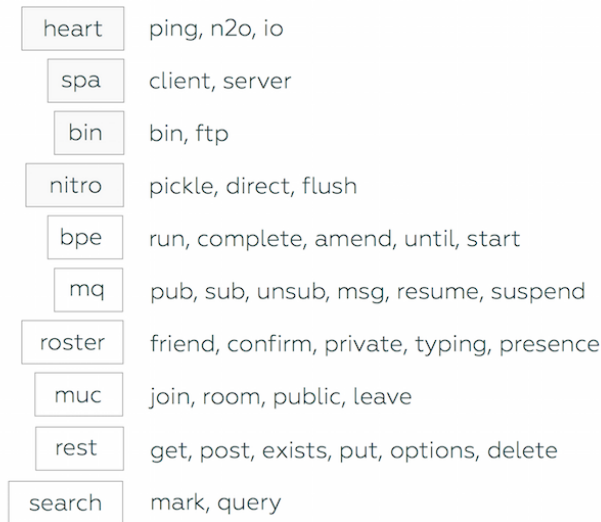 heart ping, n2o, io
spa client, server
bin bin, ftp
nitro pickle, direct, flush
bpe run, complete, amend, until, start
mq pub, sub, unsub, msg, resume, suspend
roster friend, confirm, private, typing, presence
muc join, room, public, leave
rest get, post, exists, put, options, delete
search mark, query